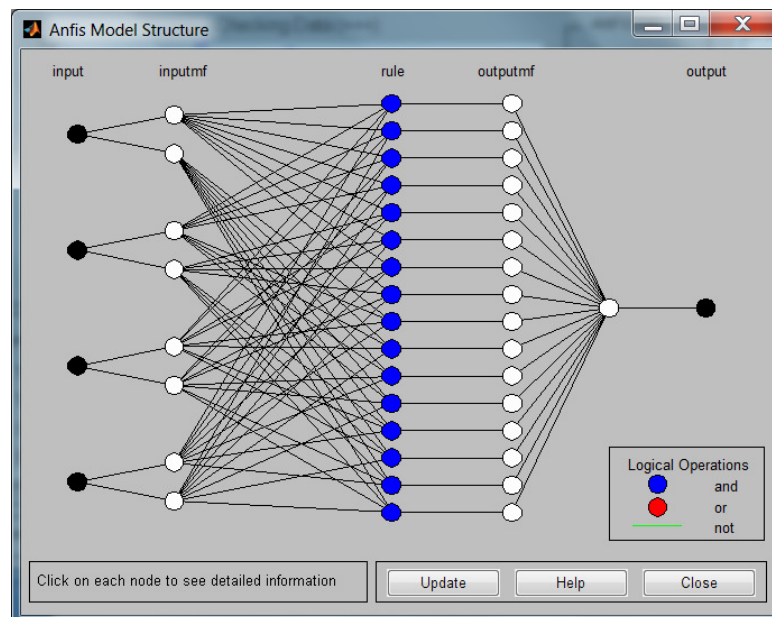 Anfis Model Structure
input inputmf rule outputmf output
Logical Operations
and
or
not
Click on each node to see detailed information
Update Help Close